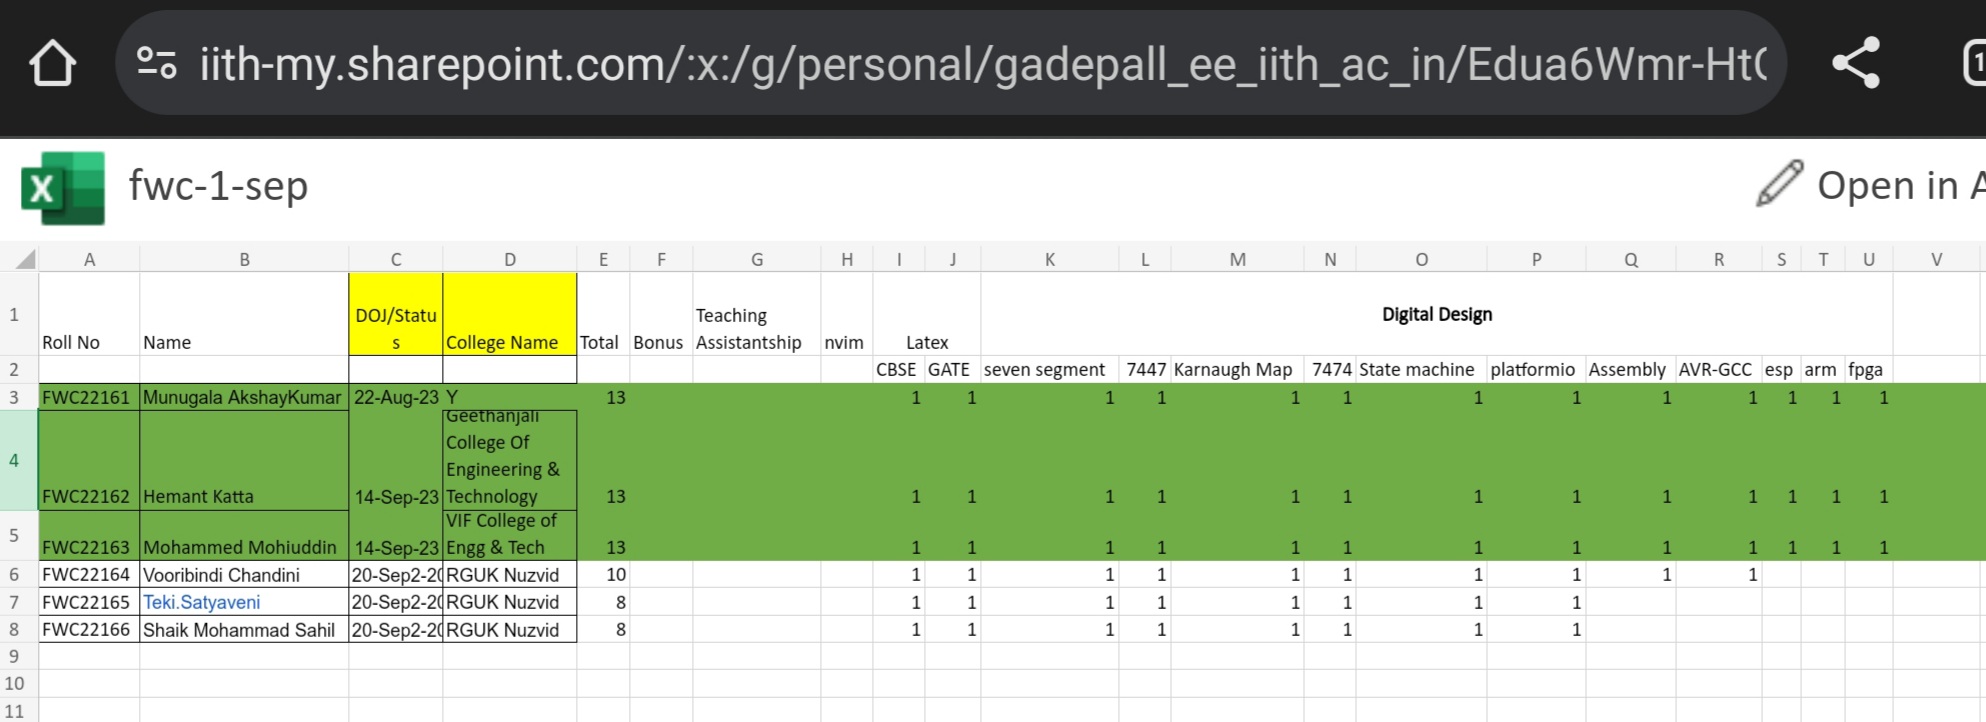 iith-my.sharepoint.com/:x:/g/personal/gadepall_ee_iith_ac_in/Edua6Wmr-Ht
1
X fwc-1-sep Open in A
A B C D E F G H I J K L M N O P Q R S T U V
1 Roll No Name DOJ/Status College Name Total Bonus Teaching Assistantship nvim Latex Digital Design
2 CBSE GATE seven segment 7447 Karnaugh Map 7474 State machine platformio Assembly AVR-GCC esp arm fpga
3 FWC22161 Munugala AkshayKumar 22-Aug-23 Y 13 1 1 1 1 1 1 1 1 1 1 1 1 1
4 FWC22162 Hemant Katta 14-Sep-23 Geethanjali College Of Engineering & Technology 13 1 1 1 1 1 1 1 1 1 1 1 1 1
5 FWC22163 Mohammed Mohiuddin 14-Sep-23 VIF College of Engg & Tech 13 1 1 1 1 1 1 1 1 1 1 1 1 1
6 FWC22164 Vooribindi Chandini 20-Sep2-20 RGUK Nuzvid 10 1 1 1 1 1 1 1 1 1 1
7 FWC22165 Teki.Satyaveni 20-Sep2-20 RGUK Nuzvid 8 1 1 1 1 1 1 1 1
8 FWC22166 Shaik Mohammad Sahil 20-Sep2-20 RGUK Nuzvid 8 1 1 1 1 1 1 1 1
9
10
11